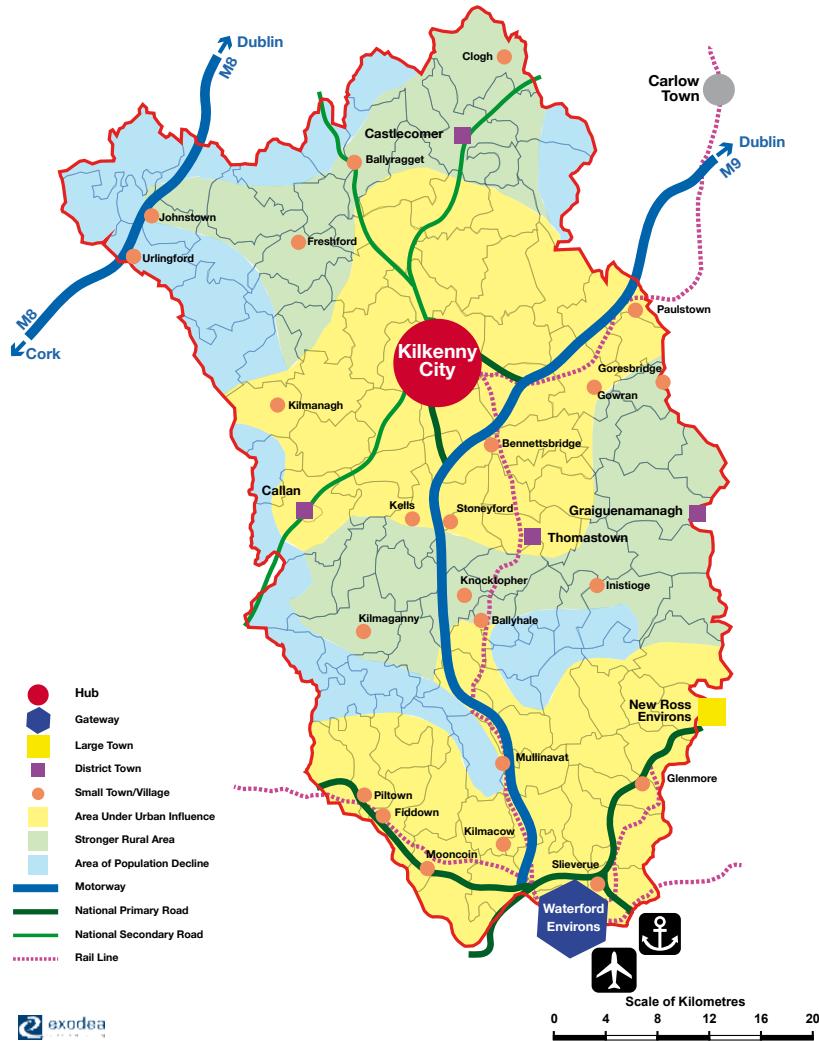 Dublin
M8
Clogh
Carlow
Town
Castlecomer
Dublin
M9
Ballyragget
Johnstown
Freshford
Urlingford
M8
Cork
Paulstown
Kilkenny
City
Goresbridge
Gowran
Kilmanagh
Bennettsbridge
Callan
Kells
Stoneyford
Graiguenamanagh
Thomastown
Knocktopher
Inistioge
Kilmaganny
Ballyhale
New Ross
Environs
Mullinavat
Glenmore
Piltown
Fiddown
Kilmacow
Mooncoin
Slieverue
Waterford
Environs
Hub
Gateway
Large Town
District Town
Small Town/Village
Area Under Urban Influence
Stronger Rural Area
Area of Population Decline
Motorway
National Primary Road
National Secondary Road
Rail Line
exodea
Scale of Kilometres
0 4 8 12 16 20